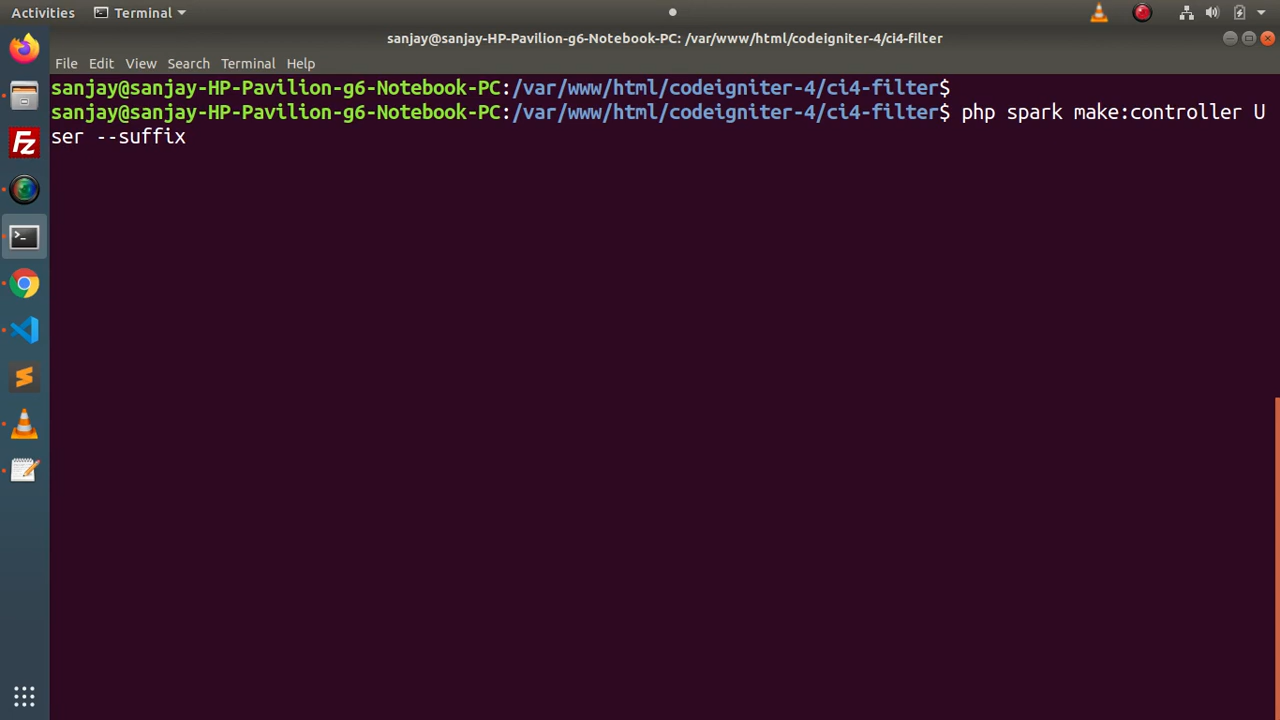 Activities Terminal
sanjay@sanjay-HP-Pavilion-g6-Notebook-PC: /var/www/html/codeigniter-4/ci4-filter
File Edit View Search Terminal Help
sanjay@sanjay-HP-Pavilion-g6-Notebook-PC:/var/www/html/codeigniter-4/ci4-filter$
sanjay@sanjay-HP-Pavilion-g6-Notebook-PC:/var/www/html/codeigniter-4/ci4-filter$ php spark make:controller U
ser --suffix